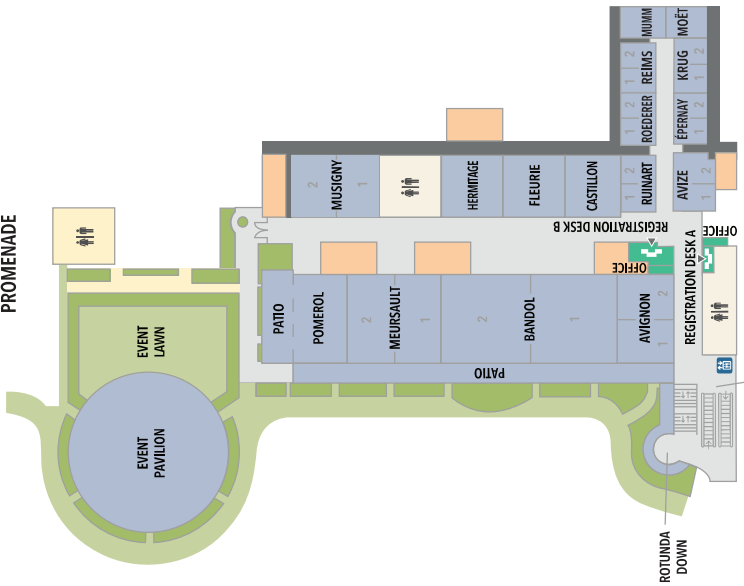 PROMENADE
MUMM
MOËT
2
1
REIMS
2
1
KRUG
2
1
ROEDERER
2
1
ÉPERNAY
2
1
MUSIGNY
2
1
HERMITAGE
FLEURIE
CASTILLON
RUINART
2
1
AVIZE
2
1
REGISTRATION DESK B
OFFICE
REGISTRATION DESK A
OFFICE
PATIO
POMEROL
MEURSAULT
2
1
BANDOL
2
1
AVIGNON
2
1
PATIO
EVENT
LAWN
EVENT
PAVILION
ROTUNDA
DOWN